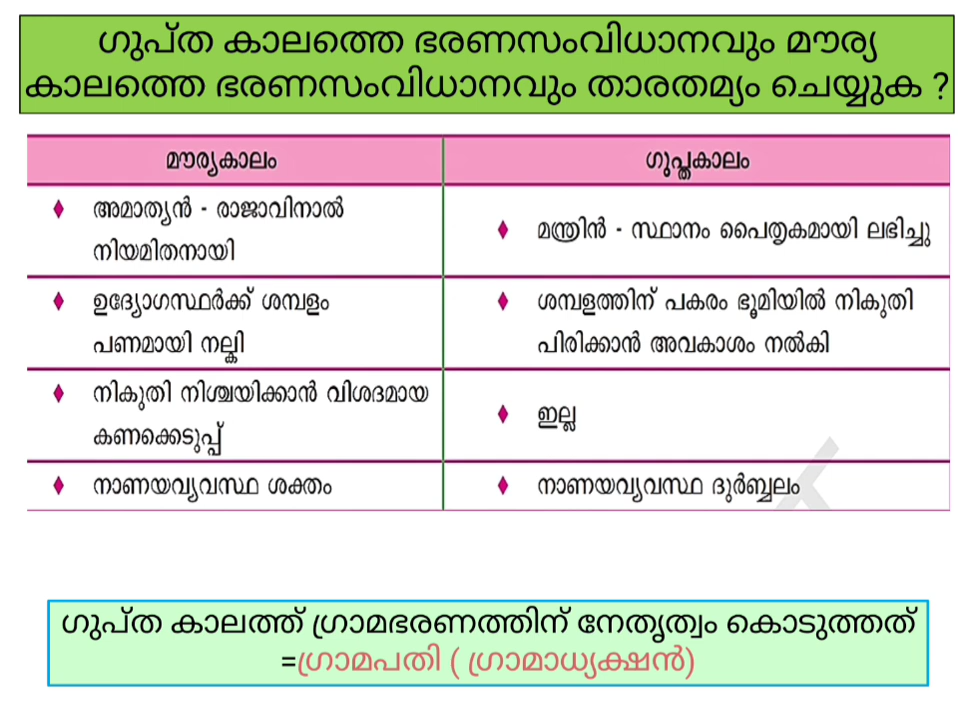 ഗുപ്ത കാലത്തെ ഭരണസംവിധാനവും മൗര്യ
കാലത്തെ ഭരണസംവിധാനവും താരതമ്യം ചെയ്യുക ?
മൗര്യകാലം
ഗുപ്തകാലം
അമാത്യൻ - രാജാവിനാൽ
നിയമിതനായി
മന്ത്രിൻ - സ്ഥാനം പൈതൃകമായി ലഭിച്ചു
ഉദ്യോഗസ്ഥർക്ക് ശമ്പളം
പണമായി നല്കി
ശമ്പളത്തിന് പകരം ഭൂമിയിൽ നികുതി
പിരിക്കാൻ അവകാശം നൽകി
നികുതി നിശ്ചയിക്കാൻ വിശദമായ
കണക്കെടുപ്പ്
ഇല്ല
നാണയവ്യവസ്ഥ ശക്തം
നാണയവ്യവസ്ഥ ദുർബ്ബലം
ഗുപ്ത കാലത്ത് ഗ്രാമഭരണത്തിന് നേതൃത്വം കൊടുത്തത്
=ഗ്രാമപതി ( ഗ്രാമാധ്യക്ഷൻ)